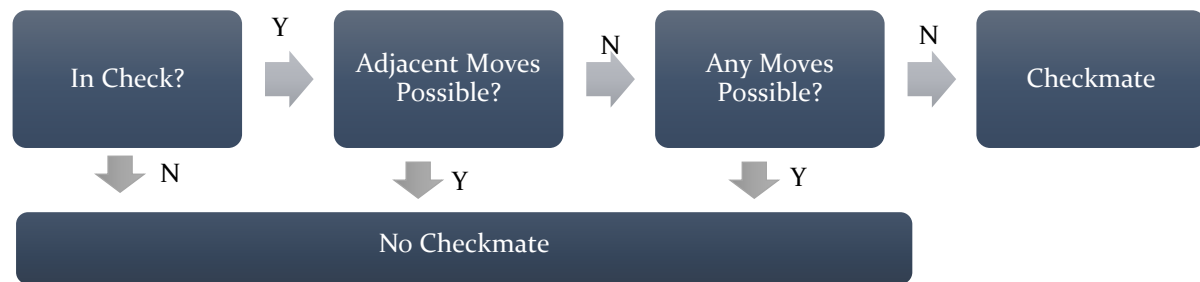 Y
In Check?
Adjacent Moves
Possible?
N
Any Moves
Possible?
N
Checkmate
N
Y
Y
No Checkmate